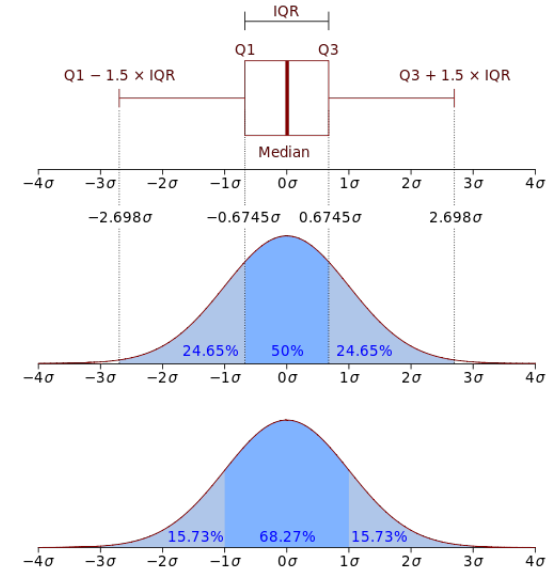 IQR
Q1 Q3
Q1 − 1.5 × IQR Q3 + 1.5 × IQR
Median
−4σ −3σ −2σ −1σ 0σ 1σ 2σ 3σ 4σ
−2.698σ −0.6745σ 0.6745σ 2.698σ
24.65% 50% 24.65%
−4σ −3σ −2σ −1σ 0σ 1σ 2σ 3σ 4σ
15.73% 68.27% 15.73%
−4σ −3σ −2σ −1σ 0σ 1σ 2σ 3σ 4σ